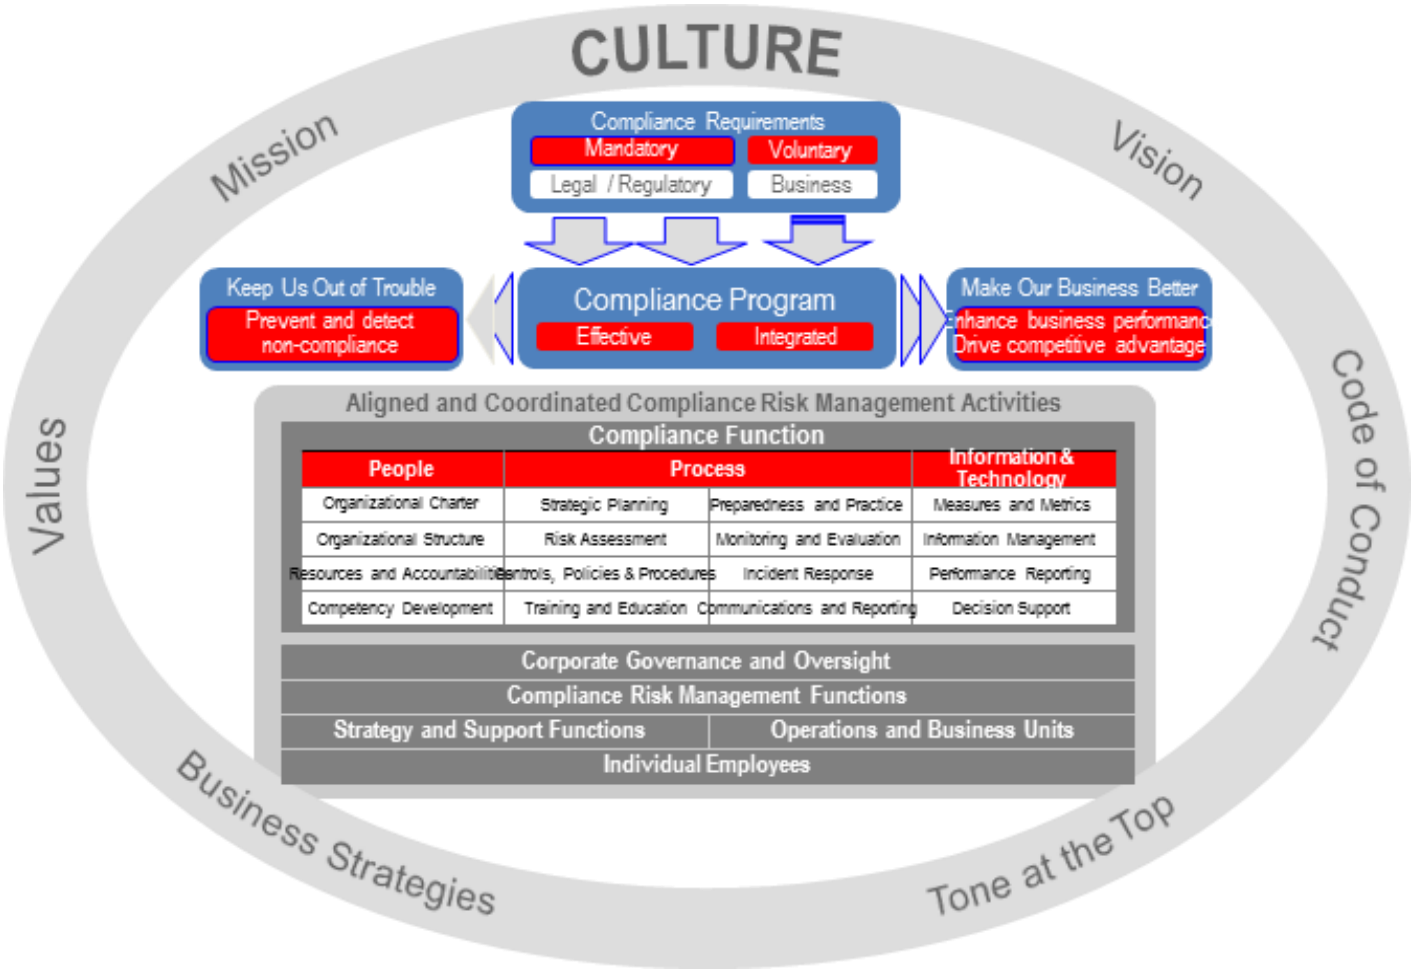 CULTURE
Mission
Vision
Compliance Requirements
Mandatory
Voluntary
Legal / Regulatory
Business
Keep Us Out of Trouble
Prevent and detect
non-compliance
Compliance Program
Effective
Integrated
Make Our Business Better
Enhance business performance
Drive competitive advantage
Values
Code of Conduct
Aligned and Coordinated Compliance Risk Management Activities
Compliance Function
People
Process
Information &
Technology
Organizational Charter
Strategic Planning
Preparedness and Practice
Measures and Metrics
Organizational Structure
Risk Assessment
Monitoring and Evaluation
Information Management
Resources and Accountabilities
Controls, Policies & Procedures
Incident Response
Performance Reporting
Competency Development
Training and Education
Communications and Reporting
Decision Support
Corporate Governance and Oversight
Compliance Risk Management Functions
Strategy and Support Functions
Operations and Business Units
Individual Employees
Business Strategies
Tone at the Top